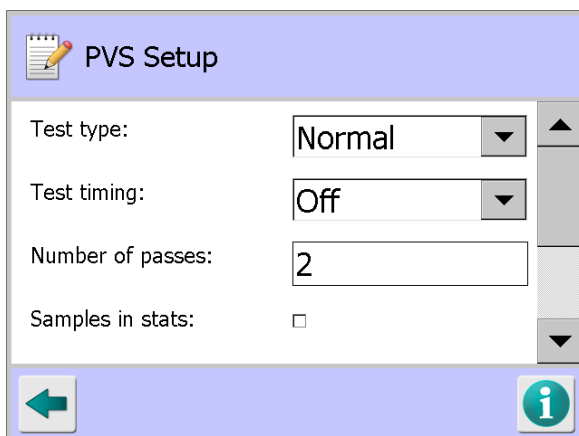 PVS Setup
Test type: Normal
Test timing: Off
Number of passes: 2
Samples in stats:
i